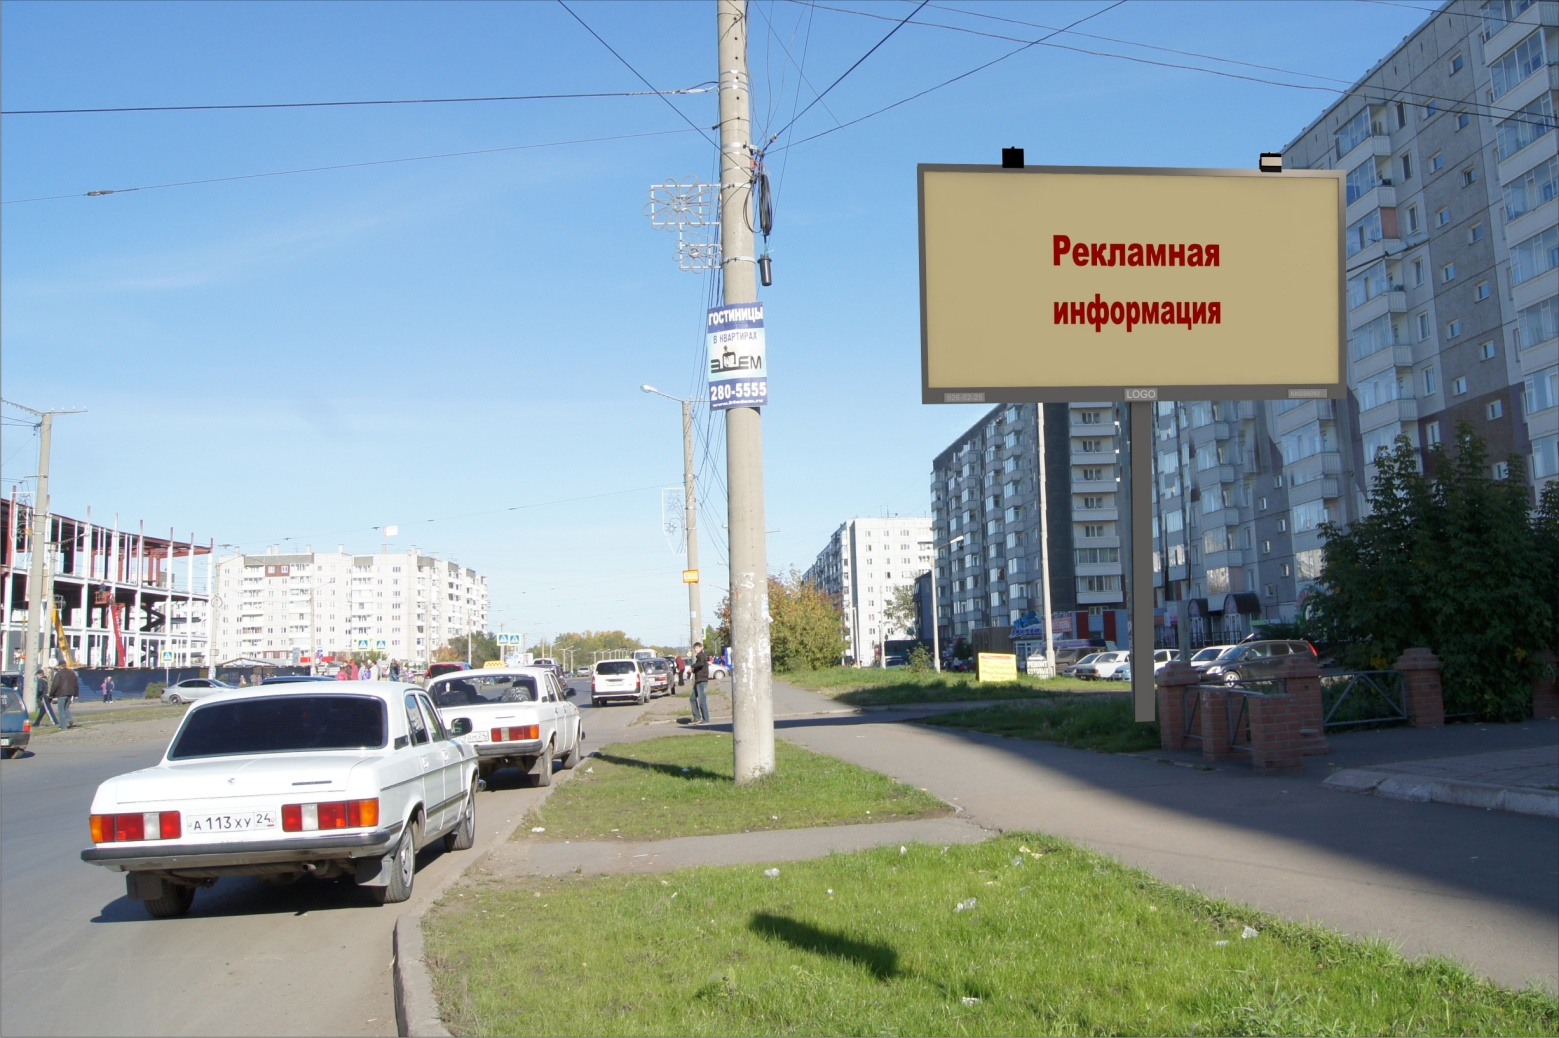 Рекламная
информация
LOGO
ГОСТИНИЦЫ
В КВАРТИРАХ
280-5555
А 113 ХУ 24